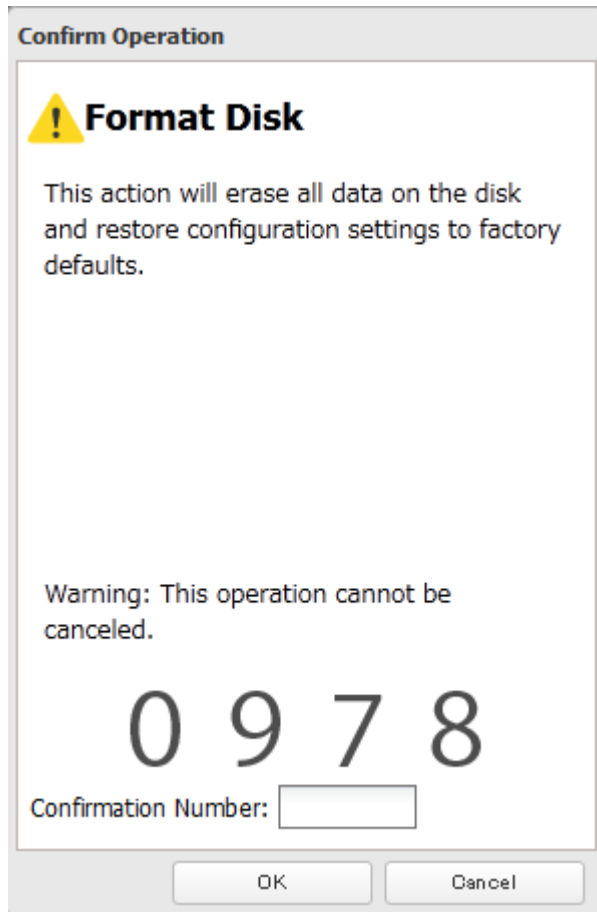 Confirm Operation
Format Disk
This action will erase all data on the disk
and restore configuration settings to factory
defaults.
Warning: This operation cannot be
canceled.
0 9 7 8
Confirmation Number:
OK Cancel